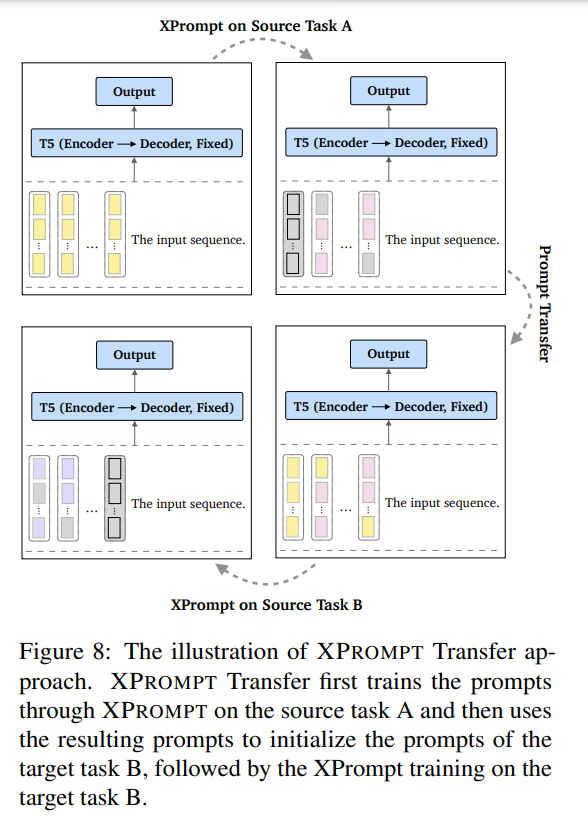 XPrompt on Source Task A
Output
T5 (Encoder → Decoder, Fixed)
... The input sequence.
Output
T5 (Encoder → Decoder, Fixed)
... The input sequence.
Prompt Transfer
Output
T5 (Encoder → Decoder, Fixed)
... The input sequence.
Output
T5 (Encoder → Decoder, Fixed)
... The input sequence.
XPrompt on Source Task B
Figure 8: The illustration of XPROMPT Transfer ap-
proach. XPROMPT Transfer first trains the prompts
through XPROMPT on the source task A and then uses
the resulting prompts to initialize the prompts of the
target task B, followed by the XPrompt training on the
target task B.